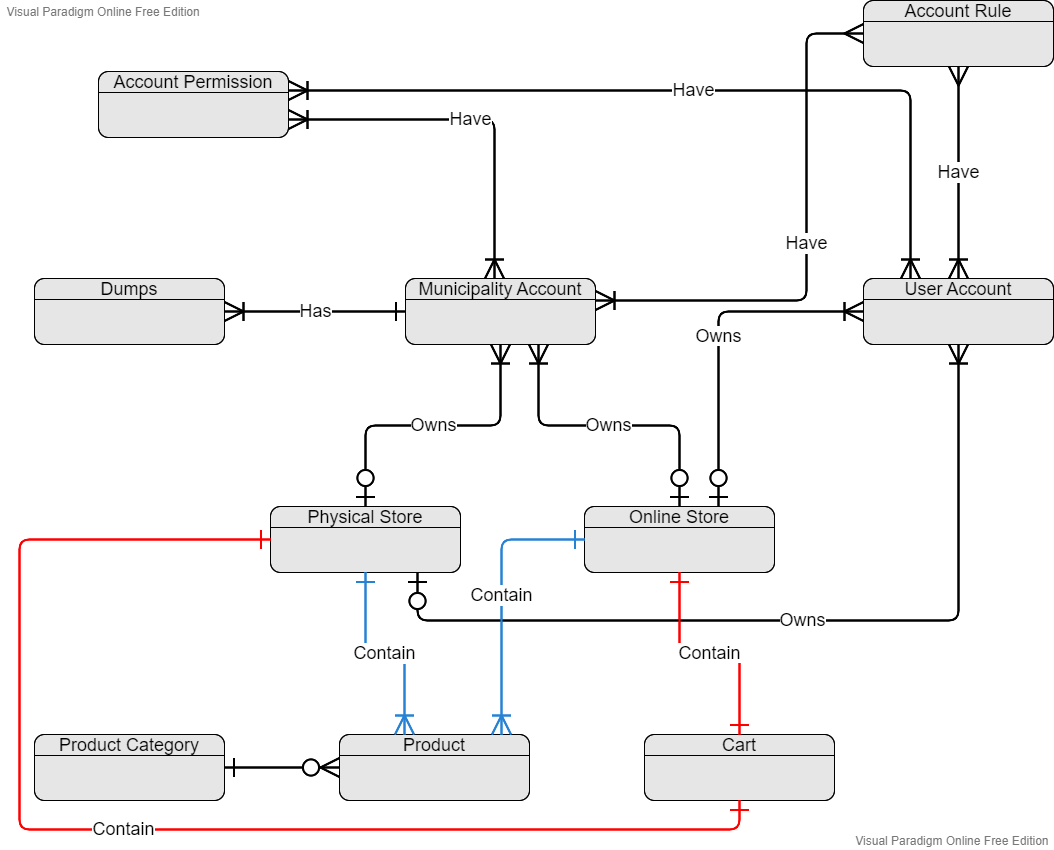 Visual Paradigm Online Free Edition
Account Rule
Account Permission
Have
Have
Have
Have
Dumps
Municipality Account
User Account
Has
Owns
Owns
Owns
Physical Store
Online Store
Contain
Owns
Contain
Contain
Product Category
Product
Cart
Contain
Visual Paradigm Online Free Edition